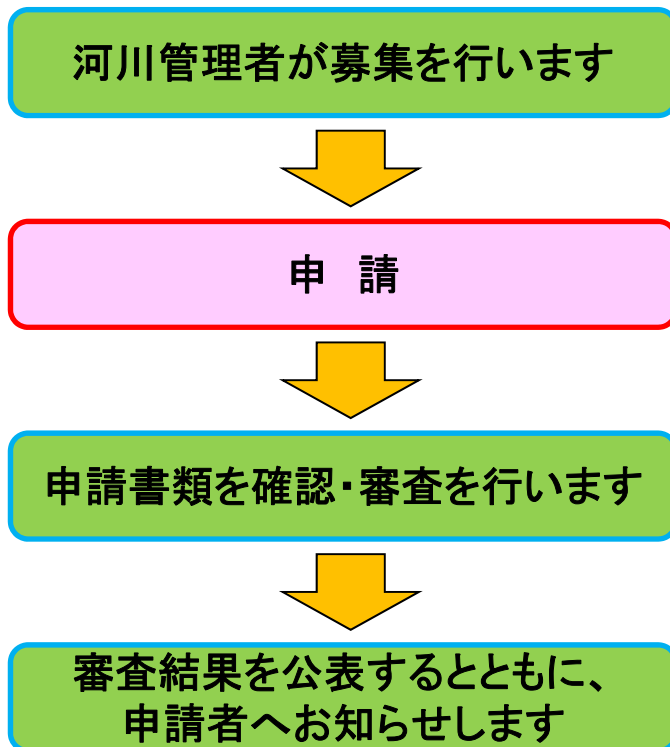 河川管理者が募集を行います
申　請
申請書類を確認・審査を行います
審査結果を公表するとともに、
申請者へお知らせします